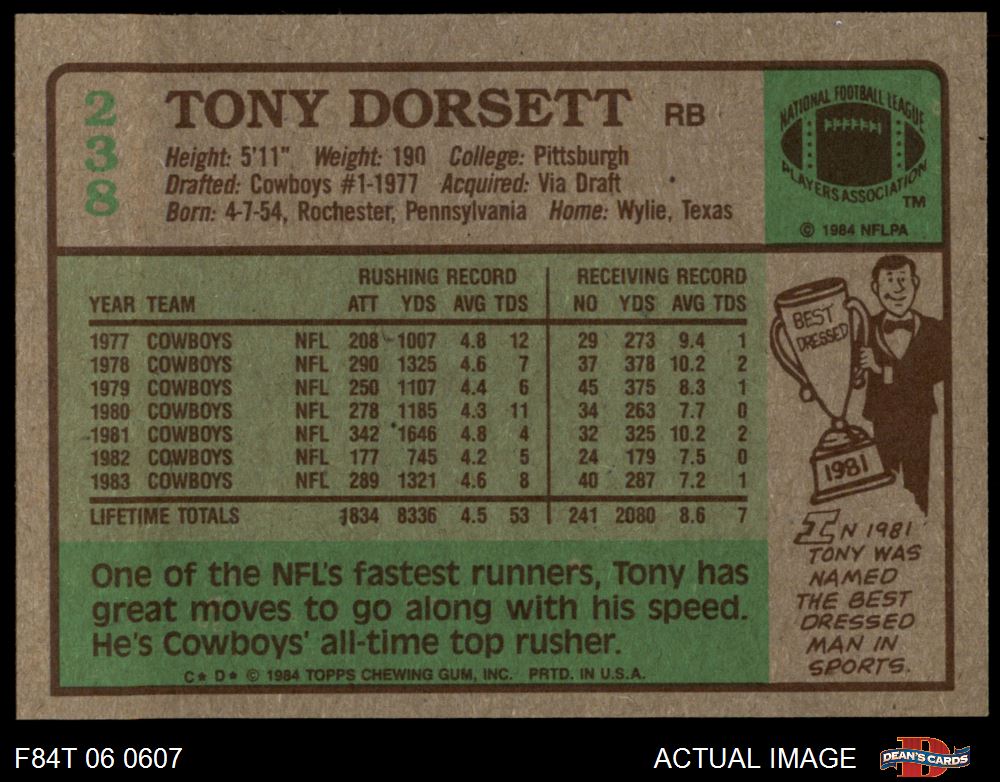 238
TONY DORSETT RB
Height: 5'11" Weight: 190 College: Pittsburgh
Drafted: Cowboys #1-1977 Acquired: Via Draft
Born: 4-7-54, Rochester, Pennsylvania Home: Wylie, Texas
NATIONAL FOOTBALL LEAGUE
PLAYERS ASSOCIATION
TM
© 1984 NFLPA
RUSHING RECORD RECEIVING RECORD
YEAR TEAM ATT YDS AVG TDS NO YDS AVG TDS
1977 COWBOYS NFL 208 1007 4.8 12 29 273 9.4 1
1978 COWBOYS NFL 290 1325 4.6 7 37 378 10.2 2
1979 COWBOYS NFL 250 1107 4.4 6 45 375 8.3 1
1980 COWBOYS NFL 278 1185 4.3 11 34 263 7.7 0
1981 COWBOYS NFL 342 1646 4.8 4 32 325 10.2 2
1982 COWBOYS NFL 177 745 4.2 5 24 179 7.5 0
1983 COWBOYS NFL 289 1321 4.6 8 40 287 7.2 1
LIFETIME TOTALS 1834 8336 4.5 53 241 2080 8.6 7
One of the NFL's fastest runners, Tony has
great moves to go along with his speed.
He's Cowboys' all-time top rusher.
C★ D★ © 1984 TOPPS CHEWING GUM, INC. PRTD. IN U.S.A.
BEST
DRESSED
1981
IN 1981
TONY WAS
NAMED
THE BEST
DRESSED
MAN IN
SPORTS.
F84T 06 0607
ACTUAL IMAGE
D
DEAN'S CARDS